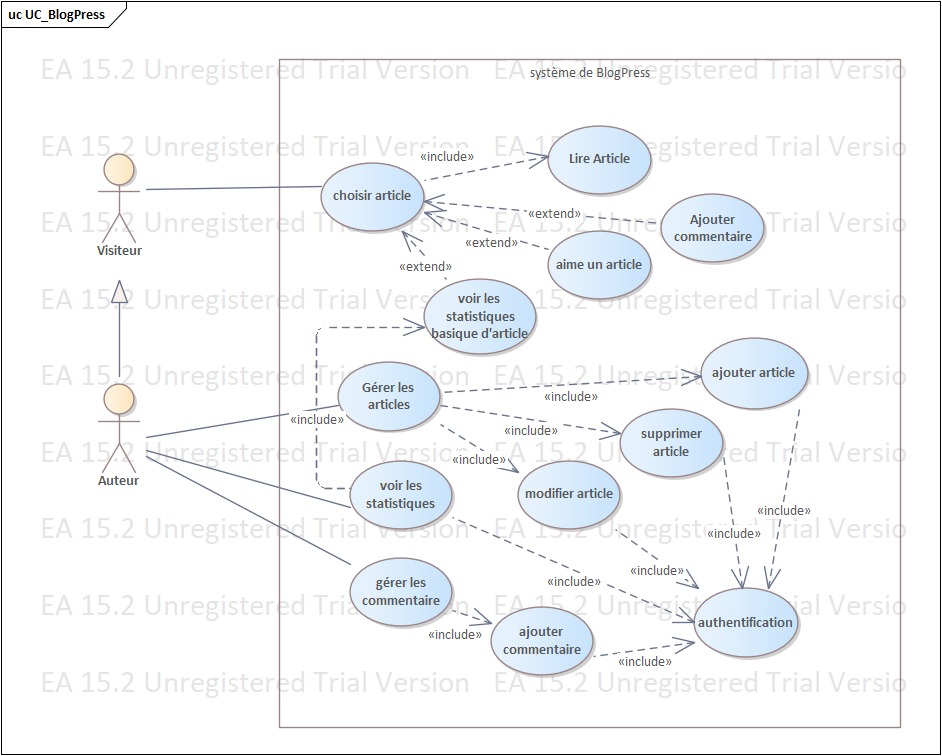 uc UC_BlogPress
EA 15.2 Unregistered Trial Version EA 15.2 Unregistered Trial Versio
système de BlogPress
EA 15.2 Unregistered Trial Version EA 15.2 Unregistered Trial Versio
«include»
Lire Article
choisir article
Visiteur
EA 15.2 Unregistered Trial Version EA 15.2 Unregistered Trial Versio
«extend»
Ajouter
commentaire
«extend»
aime un article
«extend»
EA 15.2 Unregistered Trial Version EA 15.2 Unregistered Trial Versio
voir les
statistiques
basique d'article
EA 15.2 Unregistered Trial Version EA 15.2 Unregistered Trial Versio
ajouter article
Gérer les
articles
«include»
«include»
«include»
supprimer
article
EA 15.2 Unregistered Trial Version EA 15.2 Unregistered Trial Versio
«include»
Auteur
voir les
statistiques
modifier article
«include»
EA 15.2 Unregistered Trial Version EA 15.2 Unregistered Trial Versio
«include»
«include»
«include»
gérer les
commentaire
EA 15.2 Unregistered Trial Version EA 15.2 Unregistered Trial Versio
authentification
«include»
ajouter
commentaire
«include»
EA 15.2 Unregistered Trial Version EA 15.2 Unregistered Trial Versio